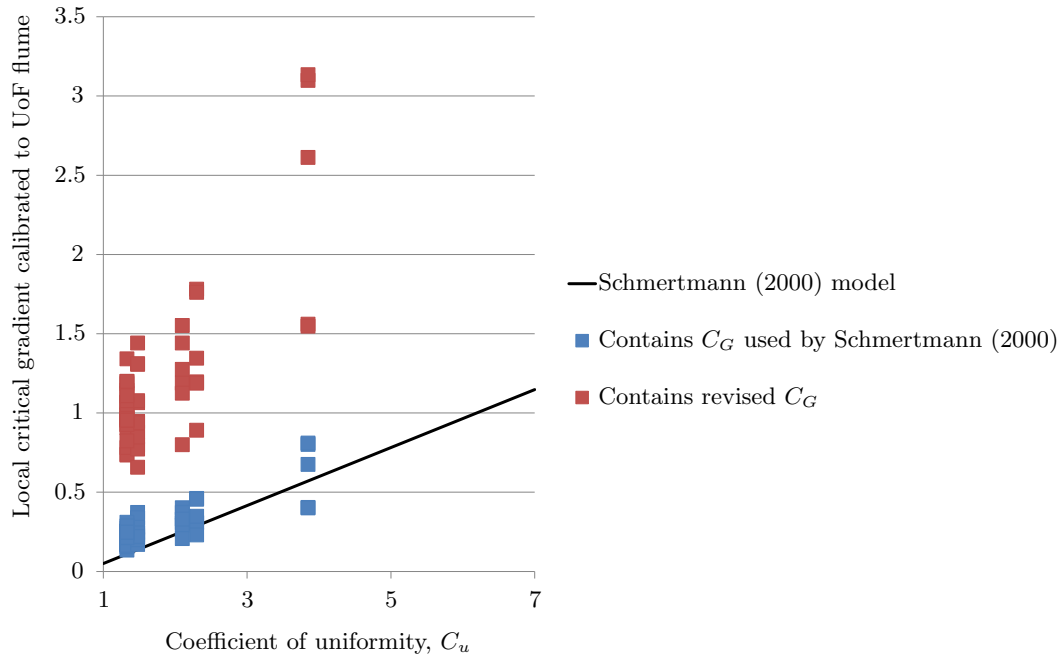 Local critical gradient calibrated to UoF flume
3.5
3
2.5
2
1.5
1
0.5
0
1
3
5
7
Coefficient of uniformity, C_u
Schmertmann (2000) model
Contains C_G used by Schmertmann (2000)
Contains revised C_G